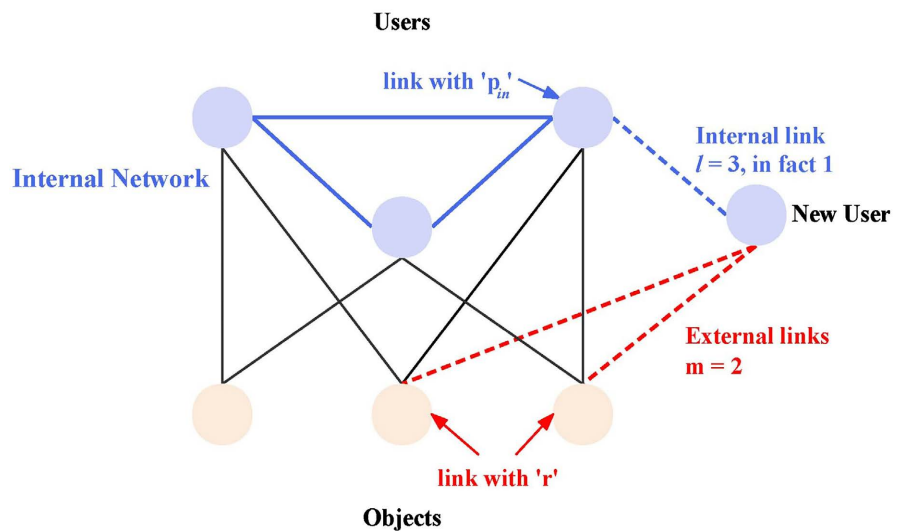 Users
link with 'p_in'
Internal link
l = 3, in fact 1
Internal Network
New User
External links
m = 2
link with 'r'
Objects